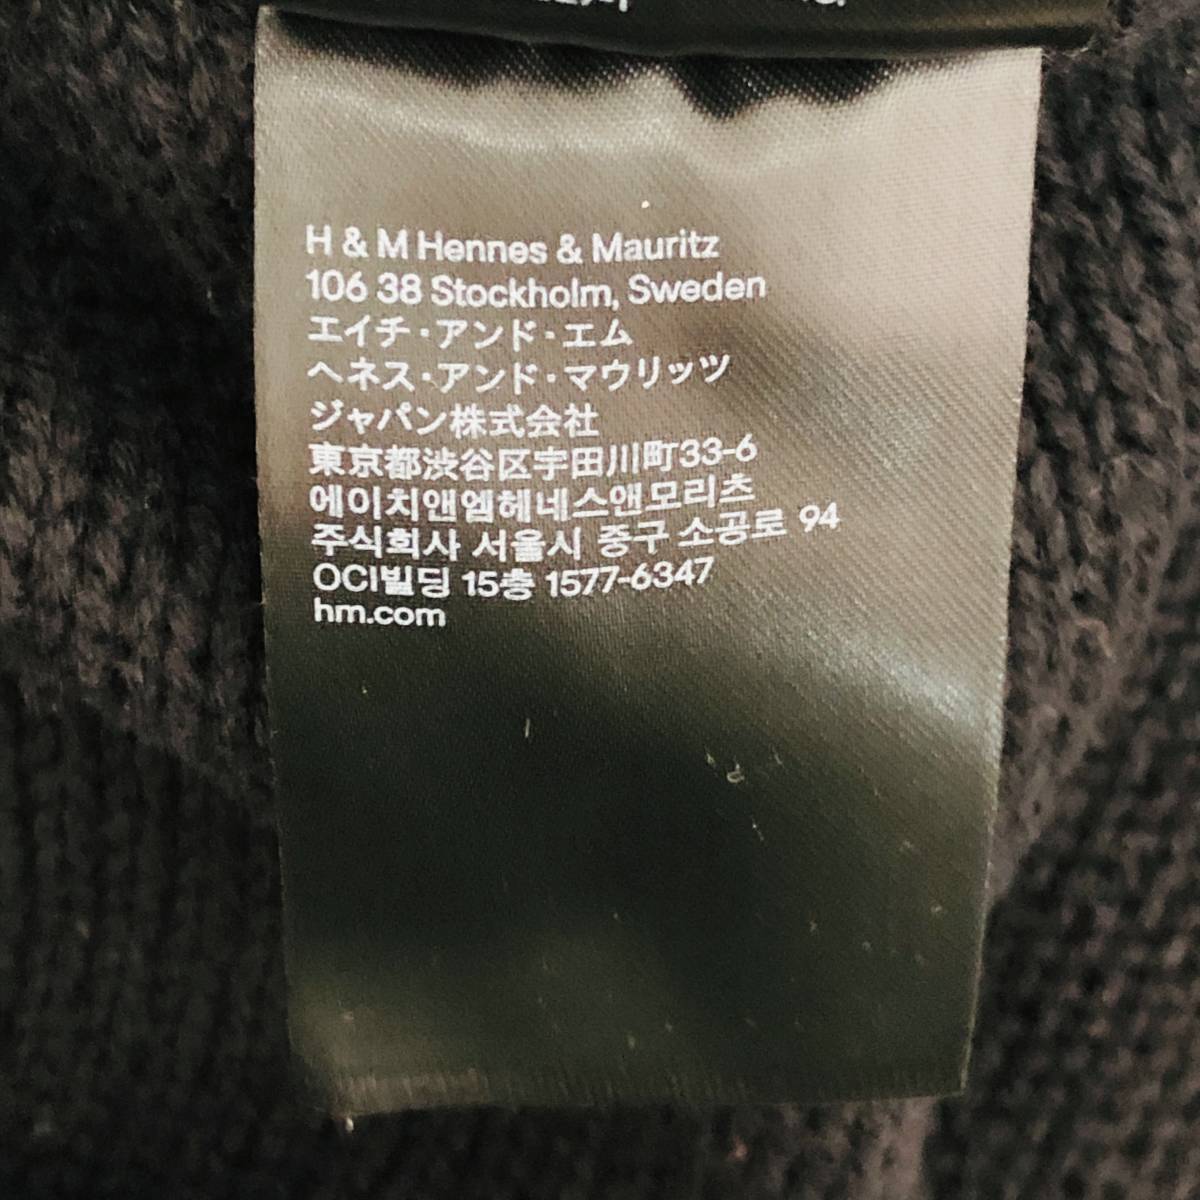 H & M Hennes & Mauritz
106 38 Stockholm, Sweden
エイチ・アンド・エム
ヘネス・アンド・マウリッツ
ジャパン株式会社
東京都渋谷区宇田川町33-6
에이치앤엠헤네스앤모리츠
주식회사 서울시 중구 소공로 94
OCI빌딩 15층 1577-6347
hm.com